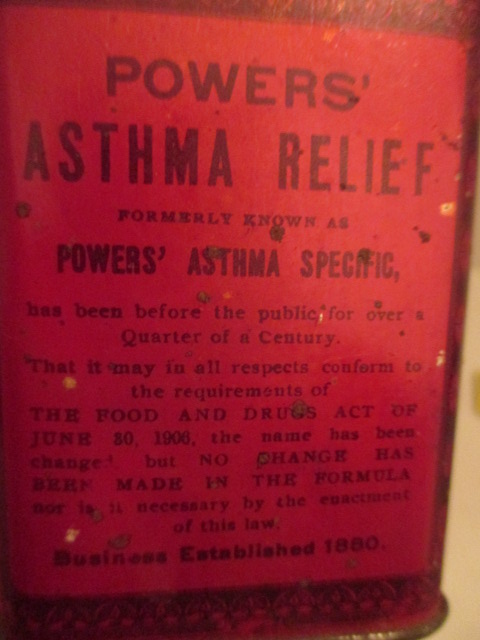 POWERS'
ASTHMA RELIEF
FORMERLY KNOWN AS
POWERS' ASTHMA SPECIFIC,
has been before the public for over a
Quarter of a Century.
That it may in all respects conform to
the requirements of
THE FOOD AND DRUGS ACT OF
JUNE 30, 1906, the name has been
change but NO CHANGE HAS
BEEN MADE IN THE FORMULA
nor is it necessary by the enactment
of this law.
Business Established 1880.